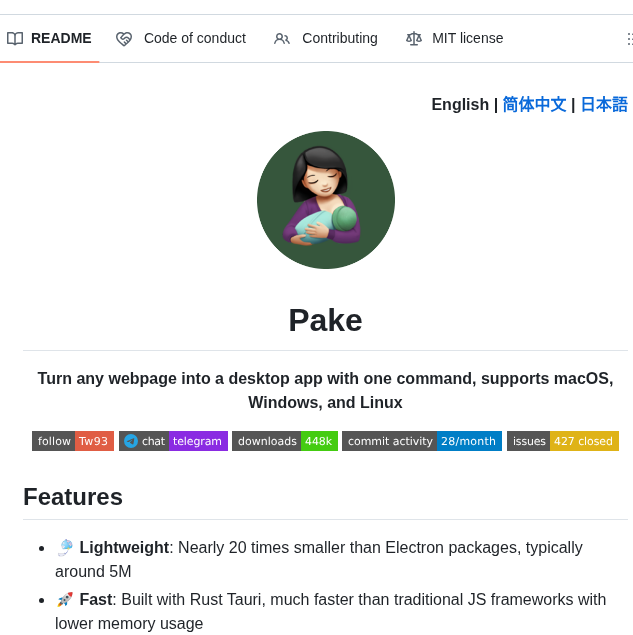 README Code of conduct Contributing MIT license
English | 简体中文 | 日本語
Pake
Turn any webpage into a desktop app with one command, supports macOS,
Windows, and Linux
follow Tw93 chat telegram downloads 448k commit activity 28/month issues 427 closed
Features
Lightweight: Nearly 20 times smaller than Electron packages, typically
around 5M
Fast: Built with Rust Tauri, much faster than traditional JS frameworks with
lower memory usage